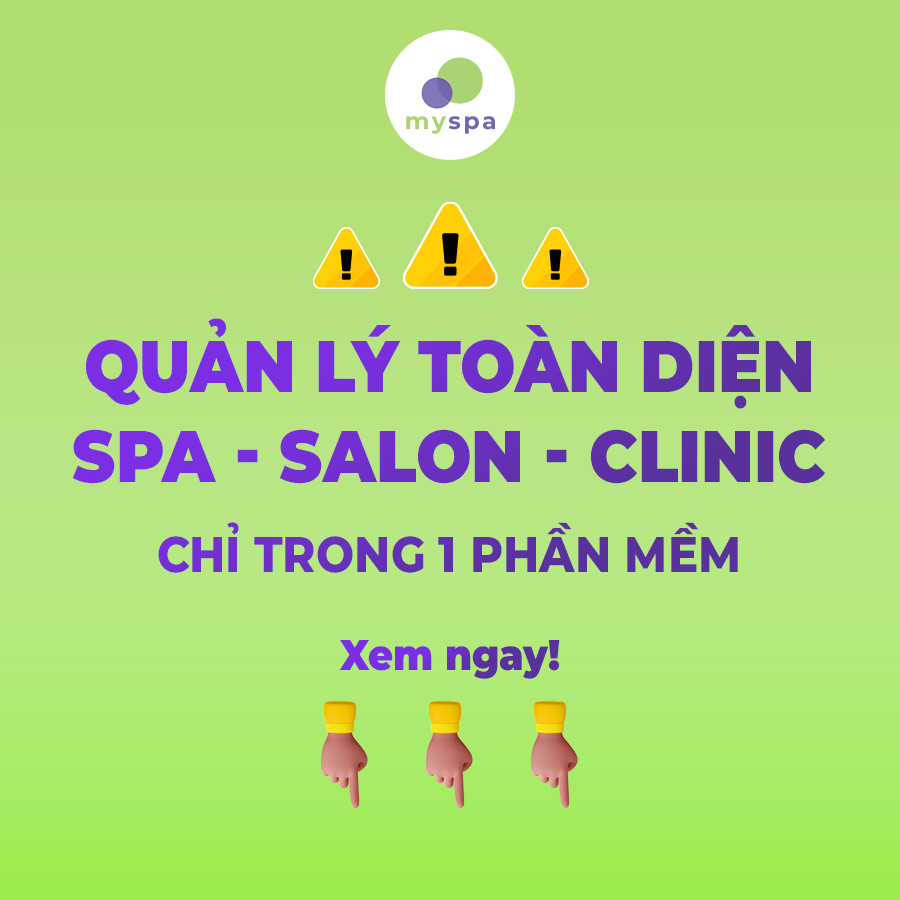 myspa
QUẢN LÝ TOÀN DIỆN
SPA - SALON - CLINIC
CHỈ TRONG 1 PHẦN MỀM
Xem ngay!